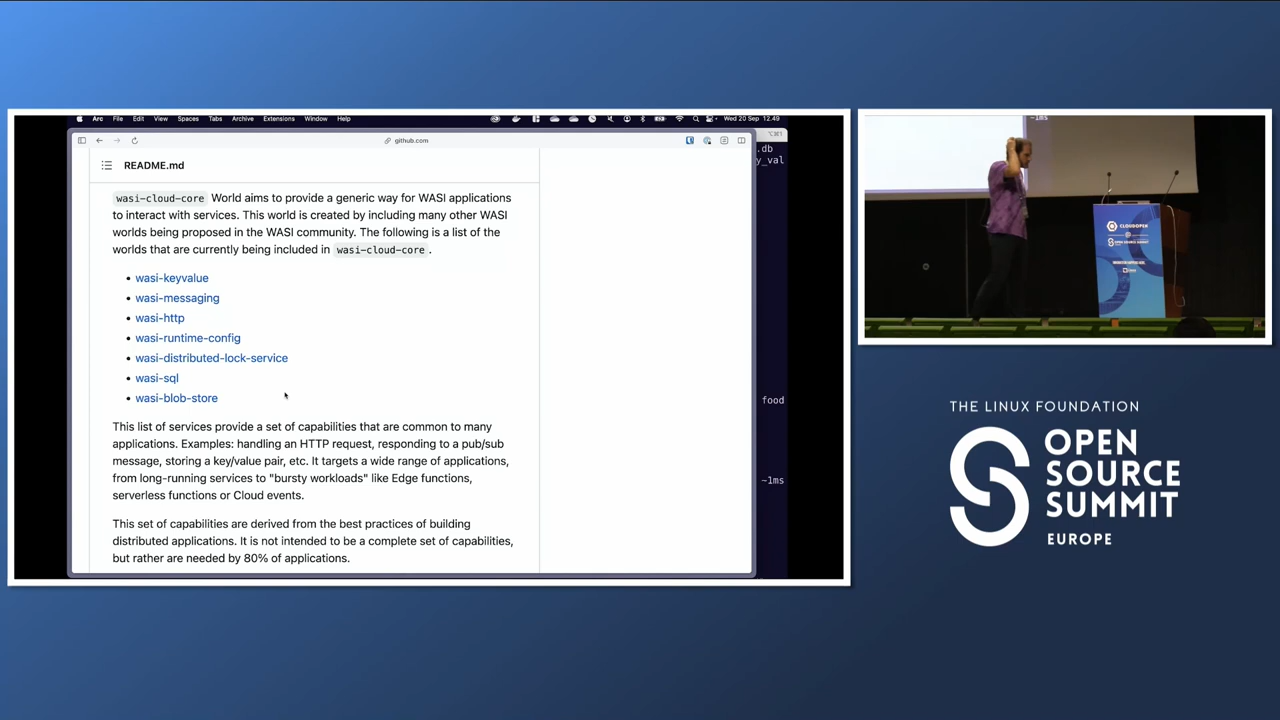 Arc File Edit View Spaces Tabs Archive Extensions Window Help
Wed 20 Sep 12.49
github.com
README.md
wasi-cloud-core World aims to provide a generic way for WASI applications
to interact with services. This world is created by including many other WASI
worlds being proposed in the WASI community. The following is a list of the
worlds that are currently being included in wasi-cloud-core.
• wasi-keyvalue
• wasi-messaging
• wasi-http
• wasi-runtime-config
• wasi-distributed-lock-service
• wasi-sql
• wasi-blob-store
This list of services provide a set of capabilities that are common to many
applications. Examples: handling an HTTP request, responding to a pub/sub
message, storing a key/value pair, etc. It targets a wide range of applications,
from long-running services to "bursty workloads" like Edge functions,
serverless functions or Cloud events.
This set of capabilities are derived from the best practices of building
distributed applications. It is not intended to be a complete set of capabilities,
but rather are needed by 80% of applications.
.db
y_val
food
~1ms
~1ms
CLOUDOPEN
OPEN SOURCE SUMMIT
THE LINUX FOUNDATION
OPEN
SOURCE
SUMMIT
EUROPE